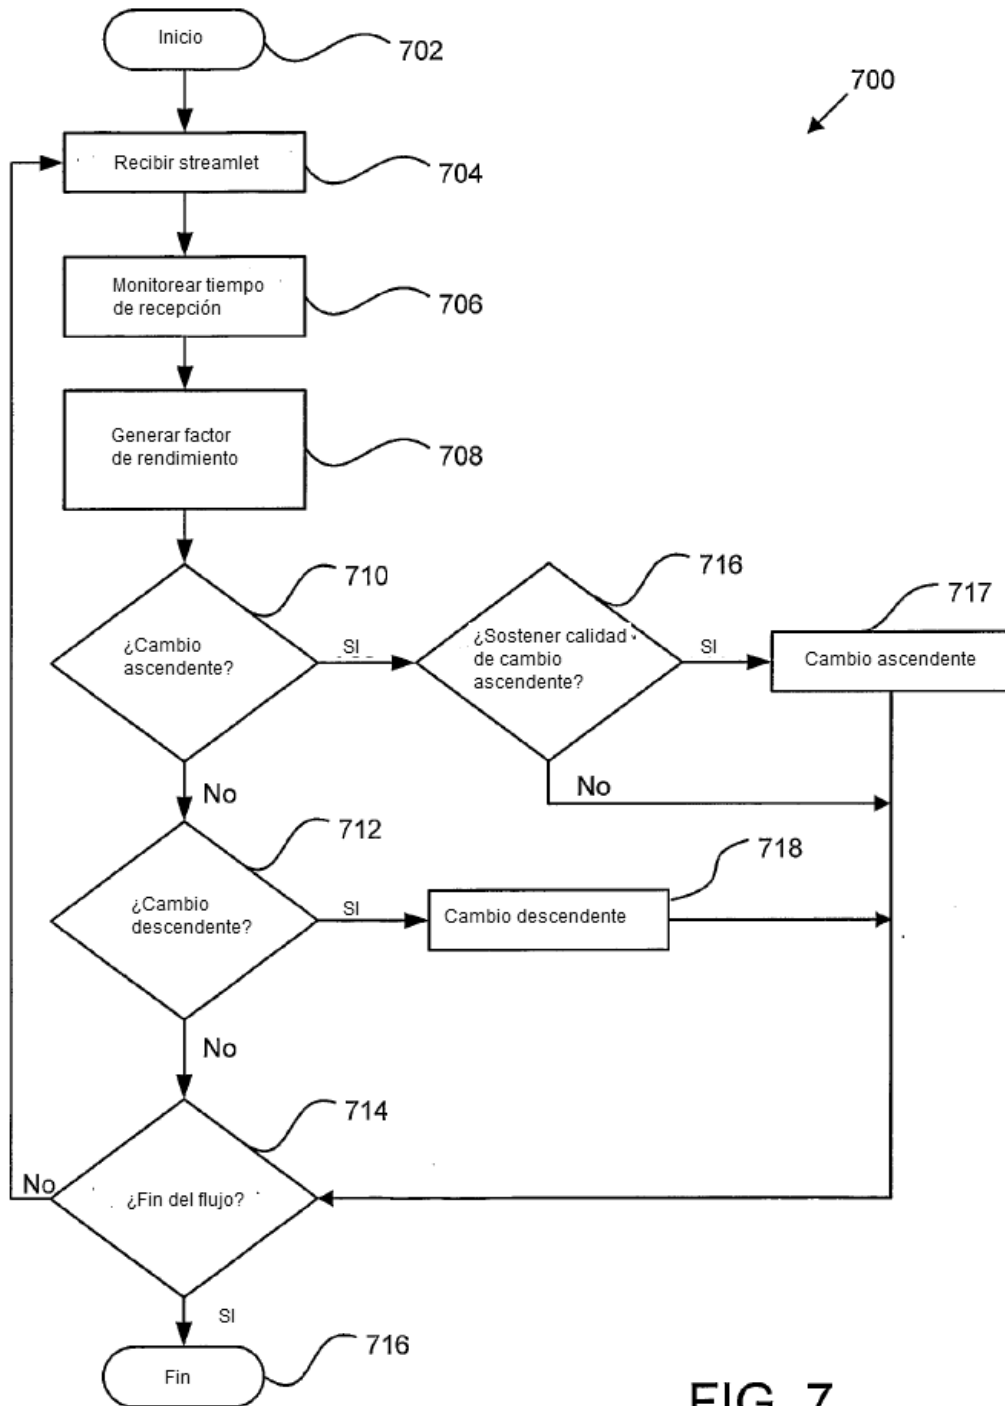 Inicio
702
700
Recibir streamlet
704
Monitorear tiempo
de recepción
706
Generar factor
de rendimiento
708
710
¿Cambio
ascendente?
SI
716
¿Sostener calidad
de cambio
ascendente?
SI
717
Cambio ascendente
No
No
712
¿Cambio
descendente?
SI
718
Cambio descendente
No
714
¿Fin del flujo?
No
SI
716
Fin
FIG. 7